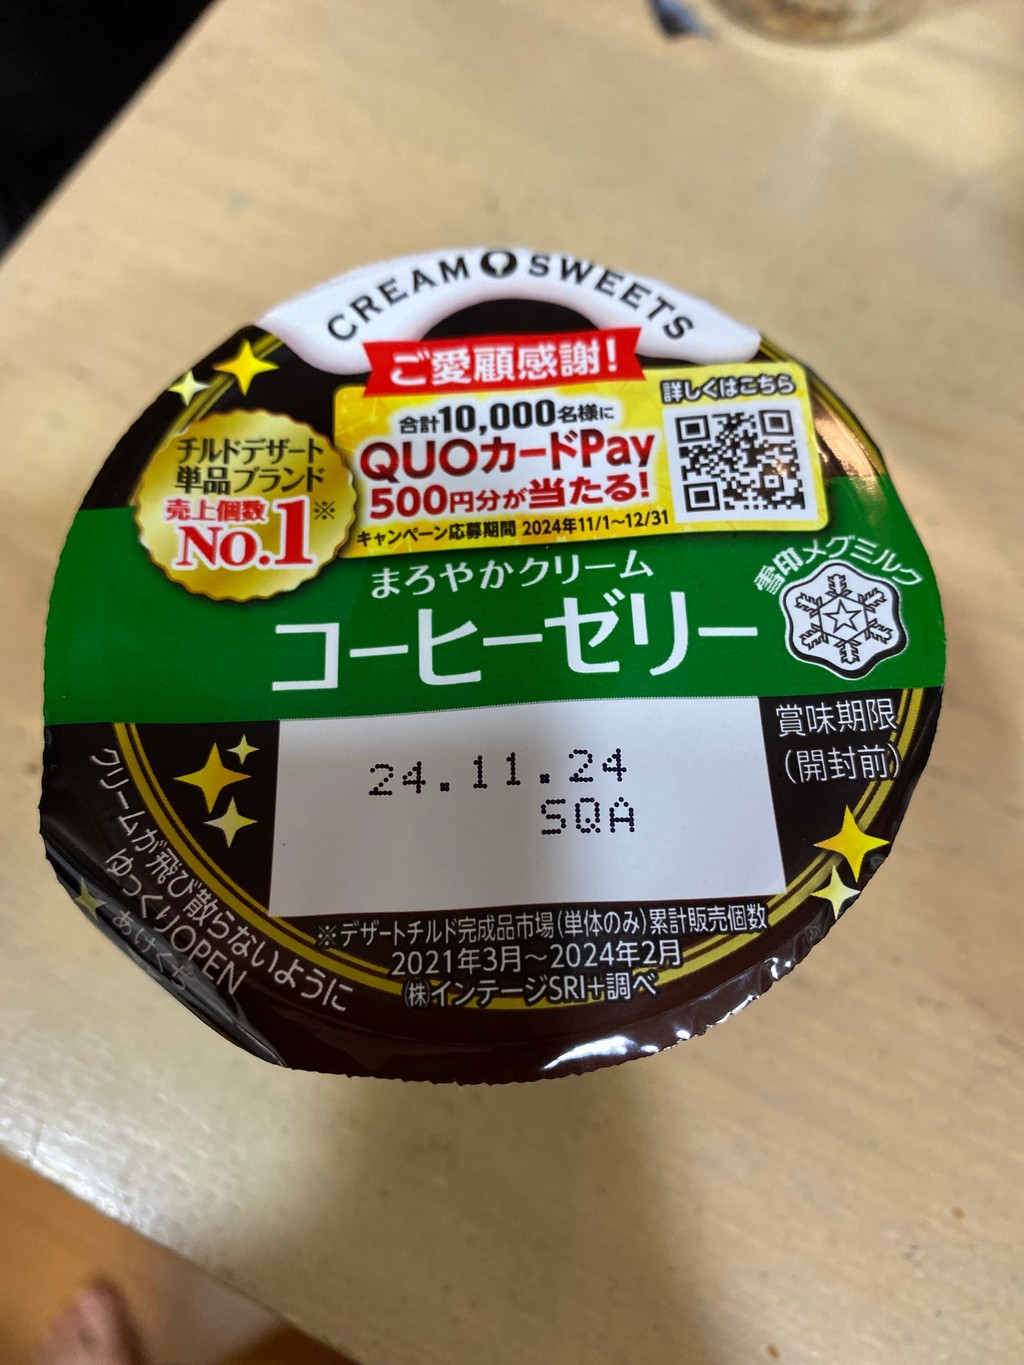 CREAM SWEETS
ご愛顧感謝!
合計10,000名様に
QUOカードPay
500円分が当たる!
キャンペーン応募期間 2024年11/1~12/31
詳しくはこちら
チルドデザート
単品ブランド
売上個数
No.1※
まろやかクリーム
コーヒーゼリー
雪印メグミルク
賞味期限
(開封前)
24.11.24
SQA
※デザートチルド完成品市場(単体のみ)累計販売個数
2021年3月~2024年2月
(株)インテージSRI+調べ
クリームが飛び散らないように
ゆっくりOPEN
あけくち